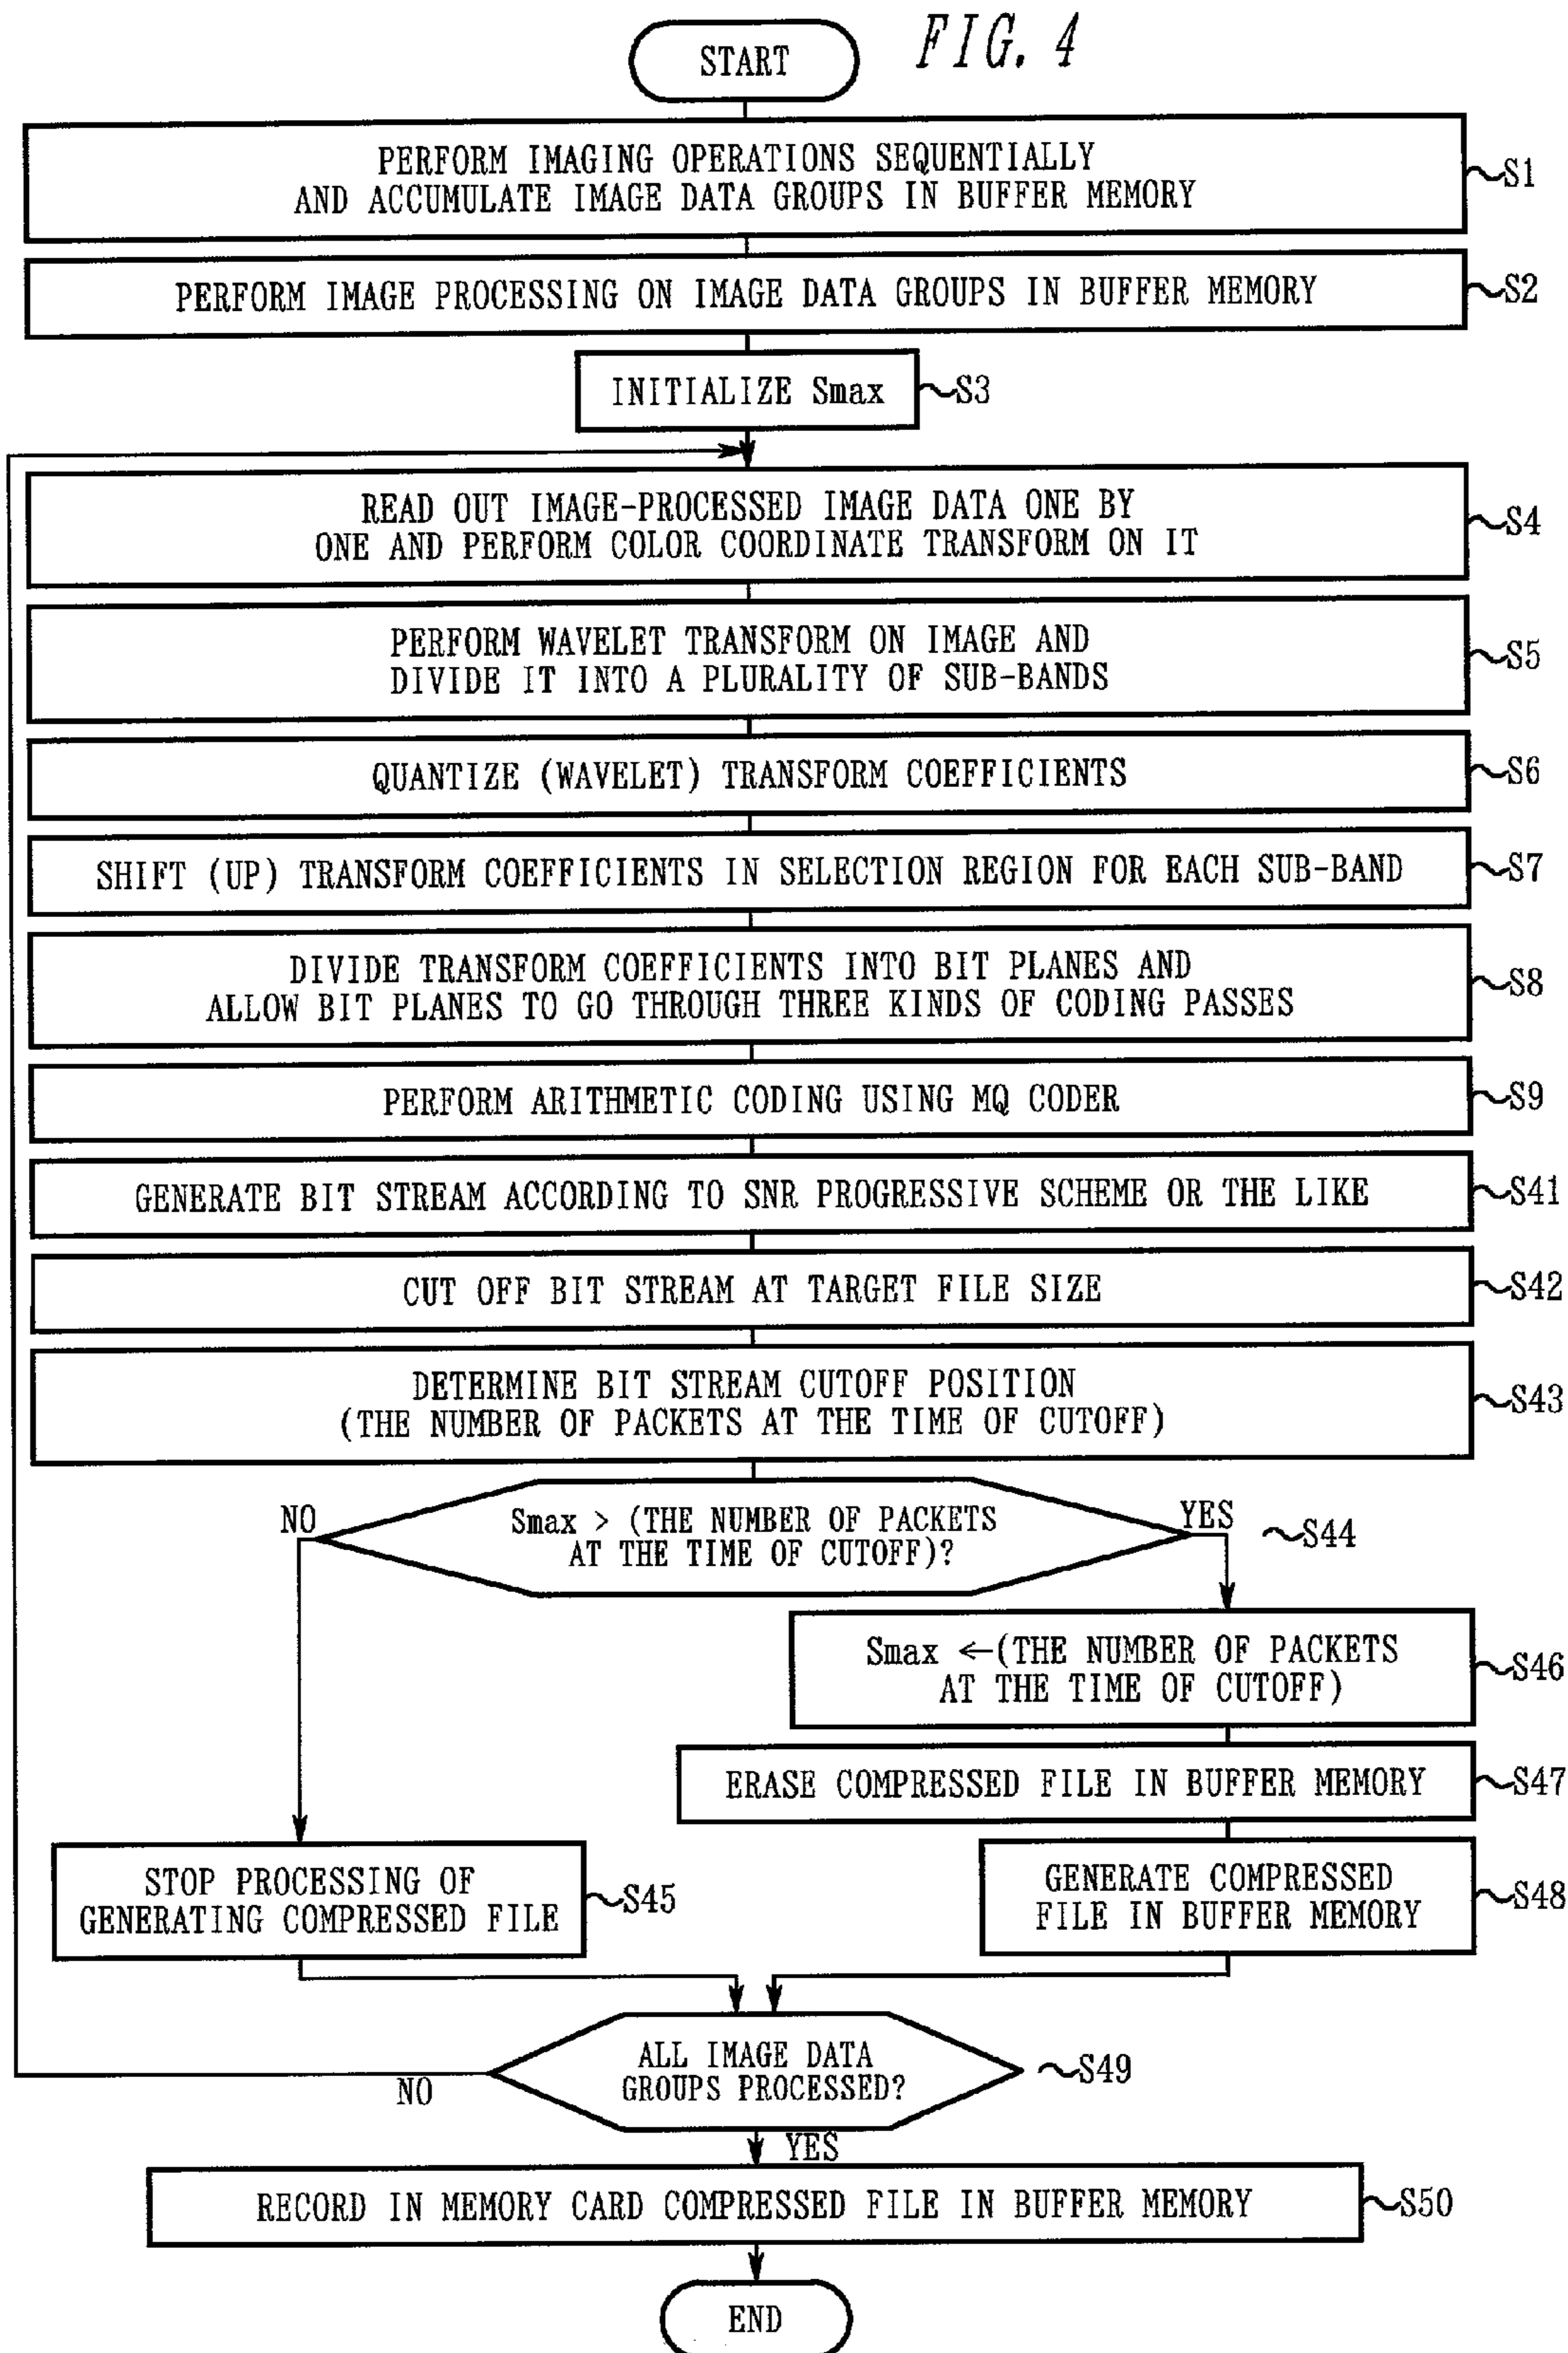 FIG. 4
START
PERFORM IMAGING OPERATIONS SEQUENTIALLY
AND ACCUMULATE IMAGE DATA GROUPS IN BUFFER MEMORY
S1
PERFORM IMAGE PROCESSING ON IMAGE DATA GROUPS IN BUFFER MEMORY
S2
INITIALIZE Smax
S3
READ OUT IMAGE-PROCESSED IMAGE DATA ONE BY
ONE AND PERFORM COLOR COORDINATE TRANSFORM ON IT
S4
PERFORM WAVELET TRANSFORM ON IMAGE AND
DIVIDE IT INTO A PLURALITY OF SUB-BANDS
S5
QUANTIZE (WAVELET) TRANSFORM COEFFICIENTS
S6
SHIFT (UP) TRANSFORM COEFFICIENTS IN SELECTION REGION FOR EACH SUB-BAND
S7
DIVIDE TRANSFORM COEFFICIENTS INTO BIT PLANES AND
ALLOW BIT PLANES TO GO THROUGH THREE KINDS OF CODING PASSES
S8
PERFORM ARITHMETIC CODING USING MQ CODER
S9
GENERATE BIT STREAM ACCORDING TO SNR PROGRESSIVE SCHEME OR THE LIKE
S41
CUT OFF BIT STREAM AT TARGET FILE SIZE
S42
DETERMINE BIT STREAM CUTOFF POSITION
(THE NUMBER OF PACKETS AT THE TIME OF CUTOFF)
S43
NO
Smax > (THE NUMBER OF PACKETS
AT THE TIME OF CUTOFF)?
YES
S44
Smax ←(THE NUMBER OF PACKETS
AT THE TIME OF CUTOFF)
S46
ERASE COMPRESSED FILE IN BUFFER MEMORY
S47
STOP PROCESSING OF
GENERATING COMPRESSED FILE
S45
GENERATE COMPRESSED
FILE IN BUFFER MEMORY
S48
ALL IMAGE DATA
GROUPS PROCESSED?
S49
NO
YES
RECORD IN MEMORY CARD COMPRESSED FILE IN BUFFER MEMORY
S50
END